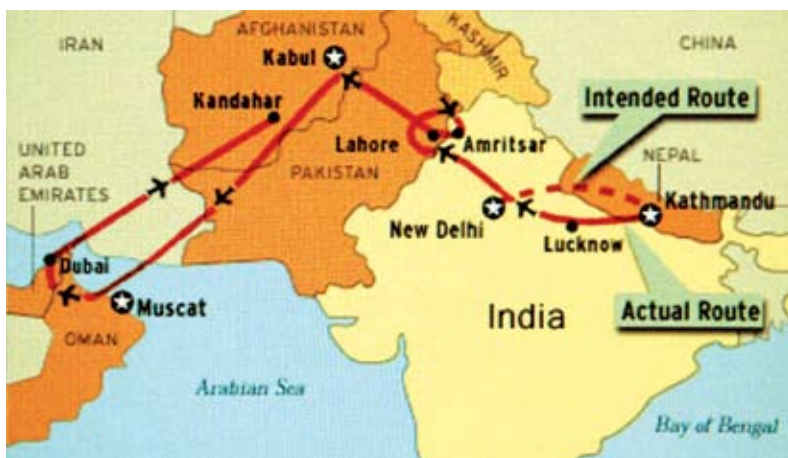 AFGHANISTAN
IRAN
Kabul
KASHMIR
CHINA
Kandahar
Intended Route
Lahore
Amritsar
UNITED
ARAB
EMIRATES
PAKISTAN
NEPAL
Kathmandu
New Delhi
Lucknow
Dubai
Muscat
India
Actual Route
OMAN
Arabian Sea
Bay of Bengal